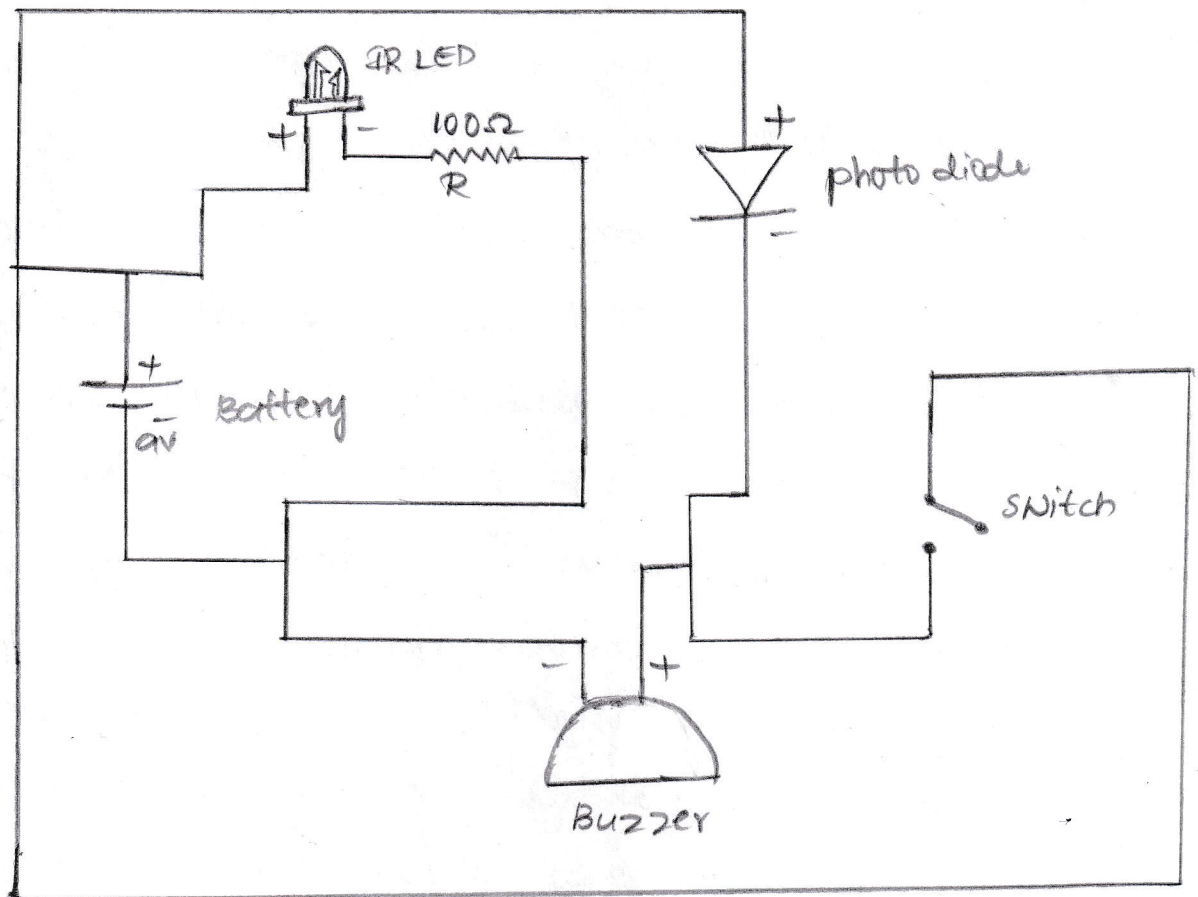 IR LED
+ -
100Ω
R
+
photo diode
-
+
Battery
-
9V
Switch
- +
Buzzer